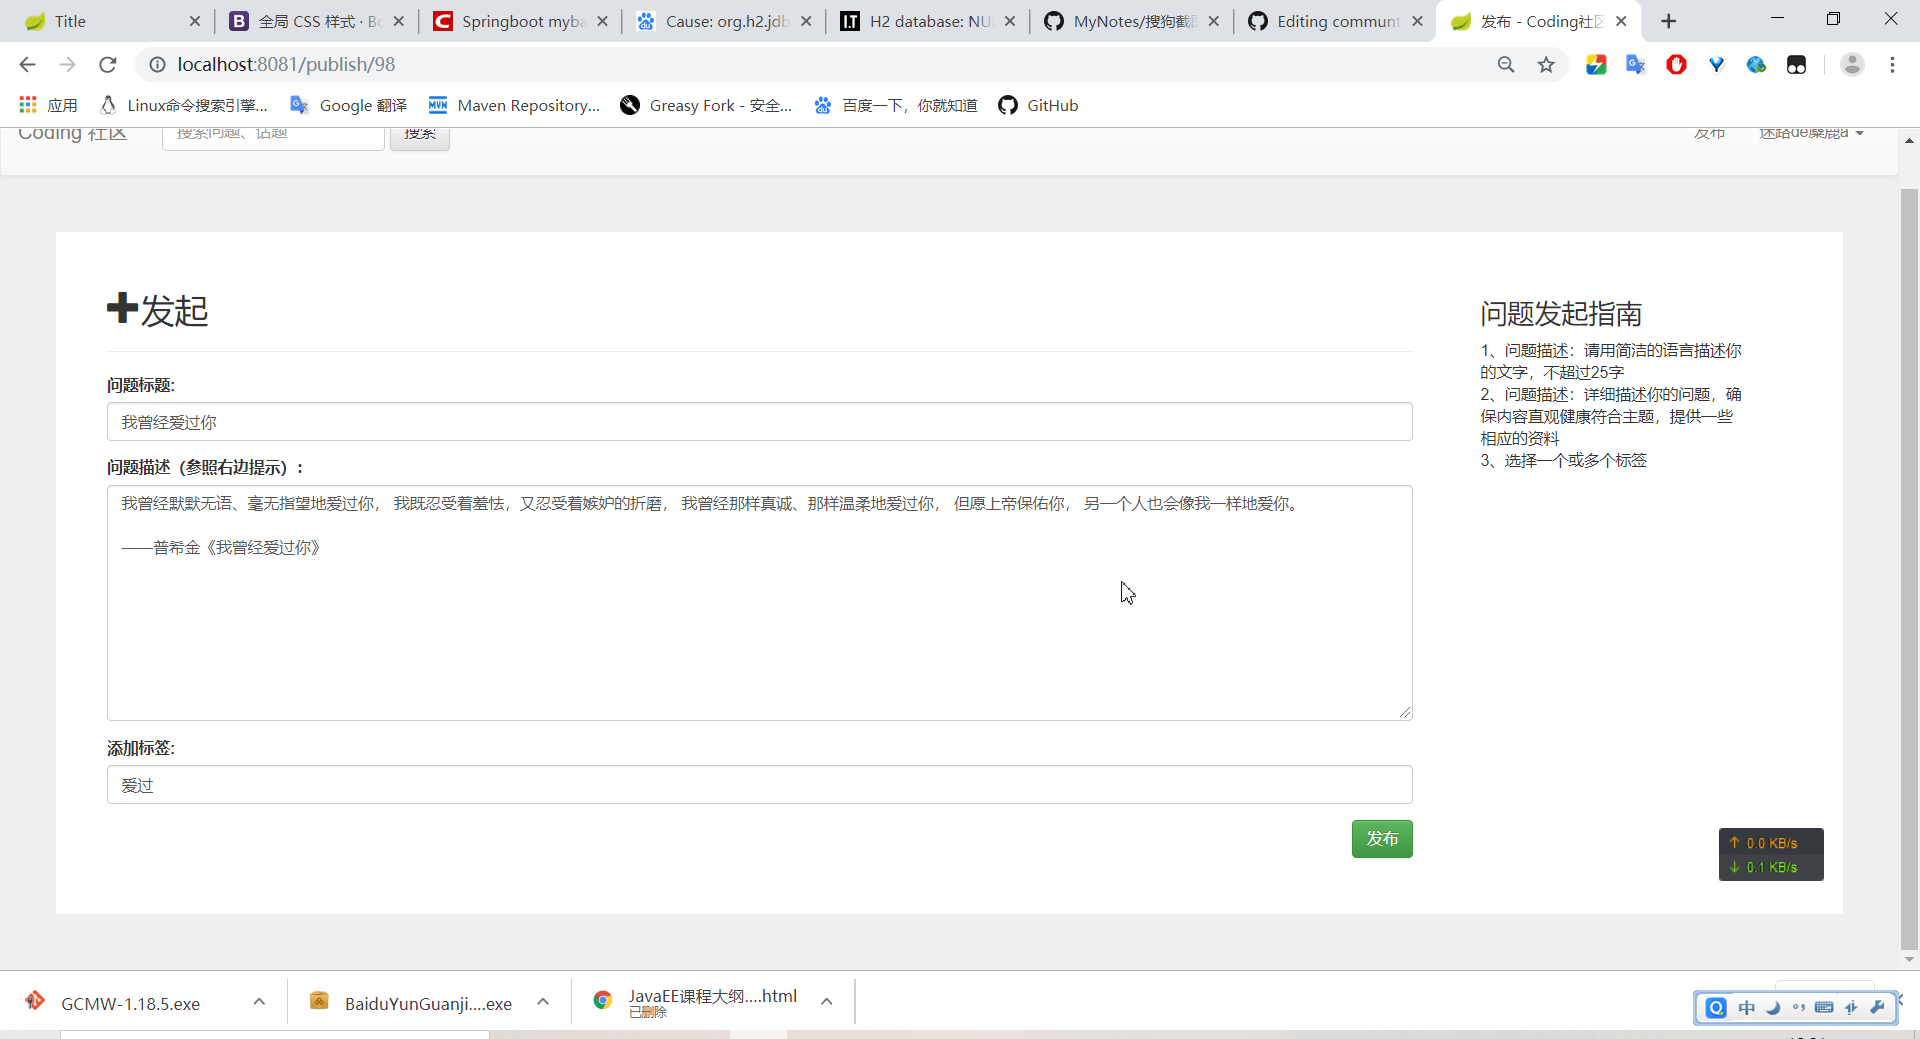 Title
全局 CSS 样式 · Bo
Springboot myba
Cause: org.h2.jdb
H2 database: NU
MyNotes/搜狗截图
Editing communt
发布 - Coding社区
localhost:8081/publish/98
应用
Linux命令搜索引擎...
Google 翻译
Maven Repository...
Greasy Fork - 安全...
百度一下，你就知道
GitHub
Coding 社区
搜索问题、话题
搜索
发布
迷路de麋鹿a
发起
问题标题:
我曾经爱过你
问题描述（参照右边提示）:
我曾经默默无语、毫无指望地爱过你， 我既忍受着羞怯，又忍受着嫉妒的折磨， 我曾经那样真诚、那样温柔地爱过你， 但愿上帝保佑你， 另一个人也会像我一样地爱你。
——普希金《我曾经爱过你》
添加标签:
爱过
发布
问题发起指南
1、问题描述：请用简洁的语言描述你
的文字，不超过25字
2、问题描述：详细描述你的问题，确
保内容直观健康符合主题，提供一些
相应的资料
3、选择一个或多个标签
↑ 0.0 KB/s
↓ 0.1 KB/s
GCMW-1.18.5.exe
BaiduYunGuanji....exe
JavaEE课程大纲....html
已删除
中